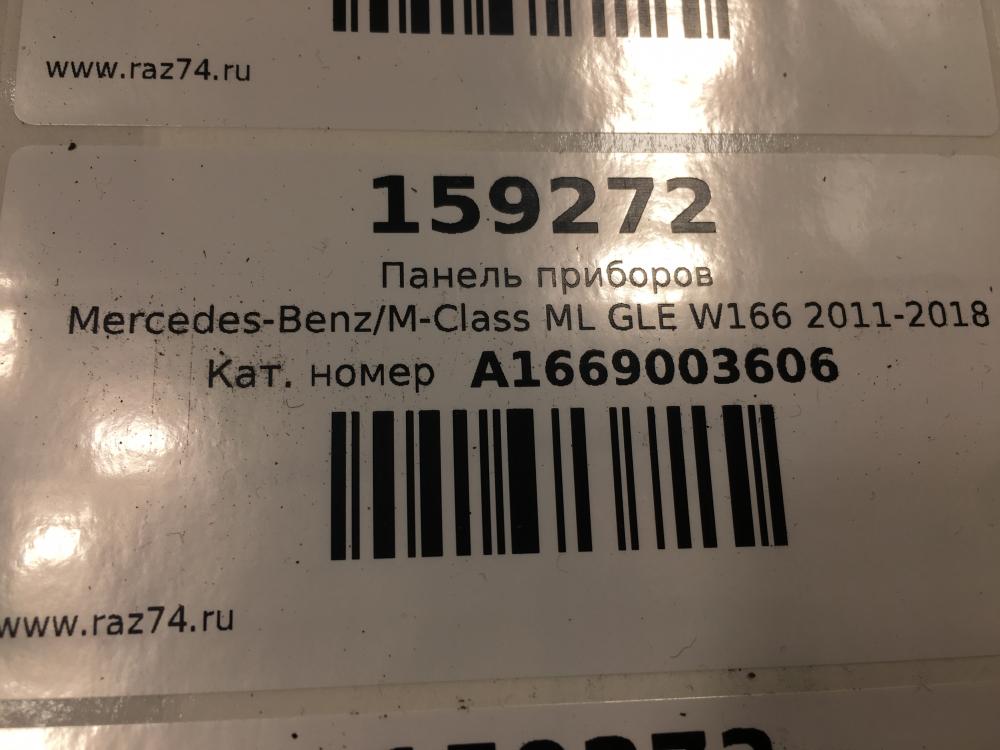 www.raz74.ru
159272
Панель приборов
Mercedes-Benz/M-Class ML GLE W166 2011-2018
Кат. номер A1669003606
www.raz74.ru